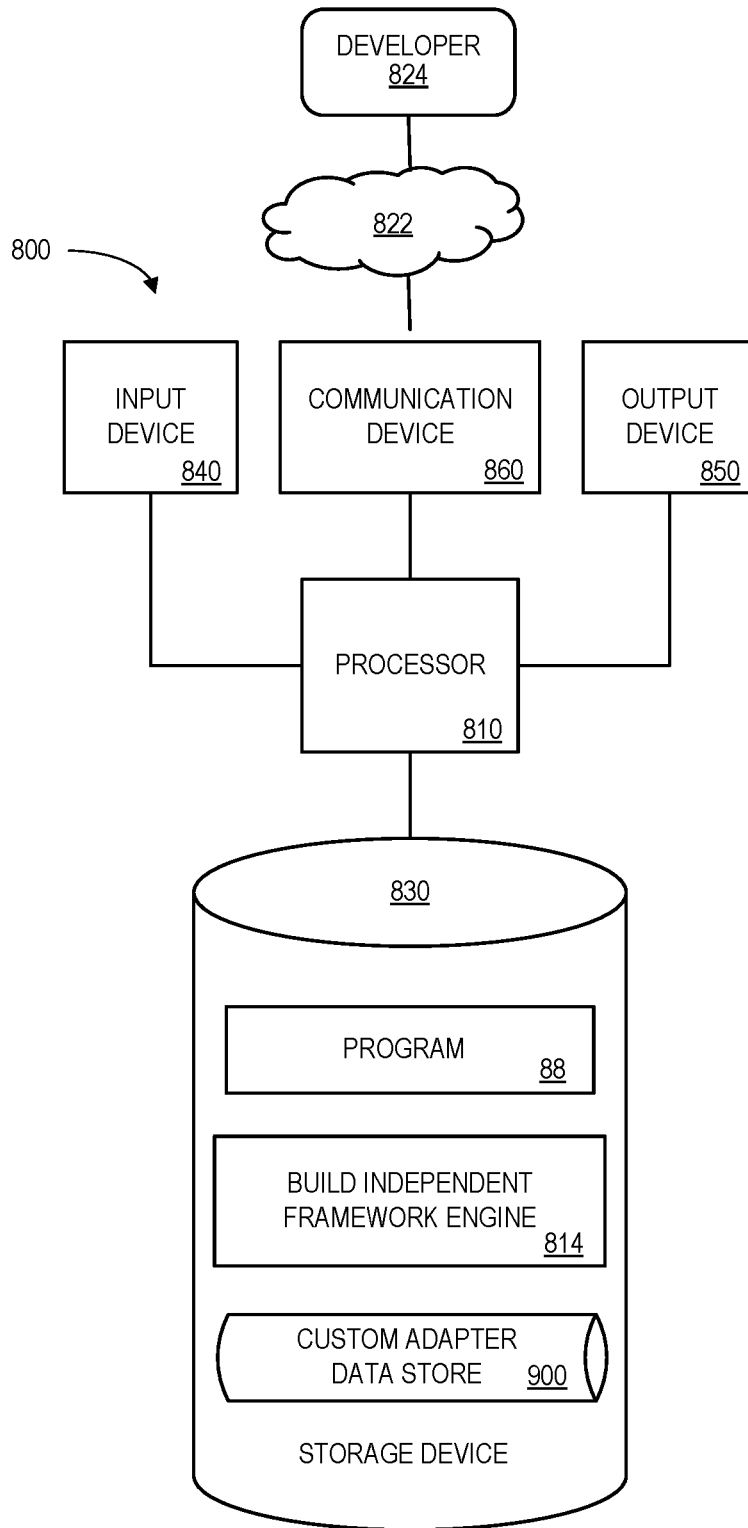 DEVELOPER
824
822
800
INPUT
DEVICE
840
COMMUNICATION
DEVICE
860
OUTPUT
DEVICE
850
PROCESSOR
810
830
PROGRAM
88
BUILD INDEPENDENT
FRAMEWORK ENGINE
814
CUSTOM ADAPTER
DATA STORE
900
STORAGE DEVICE